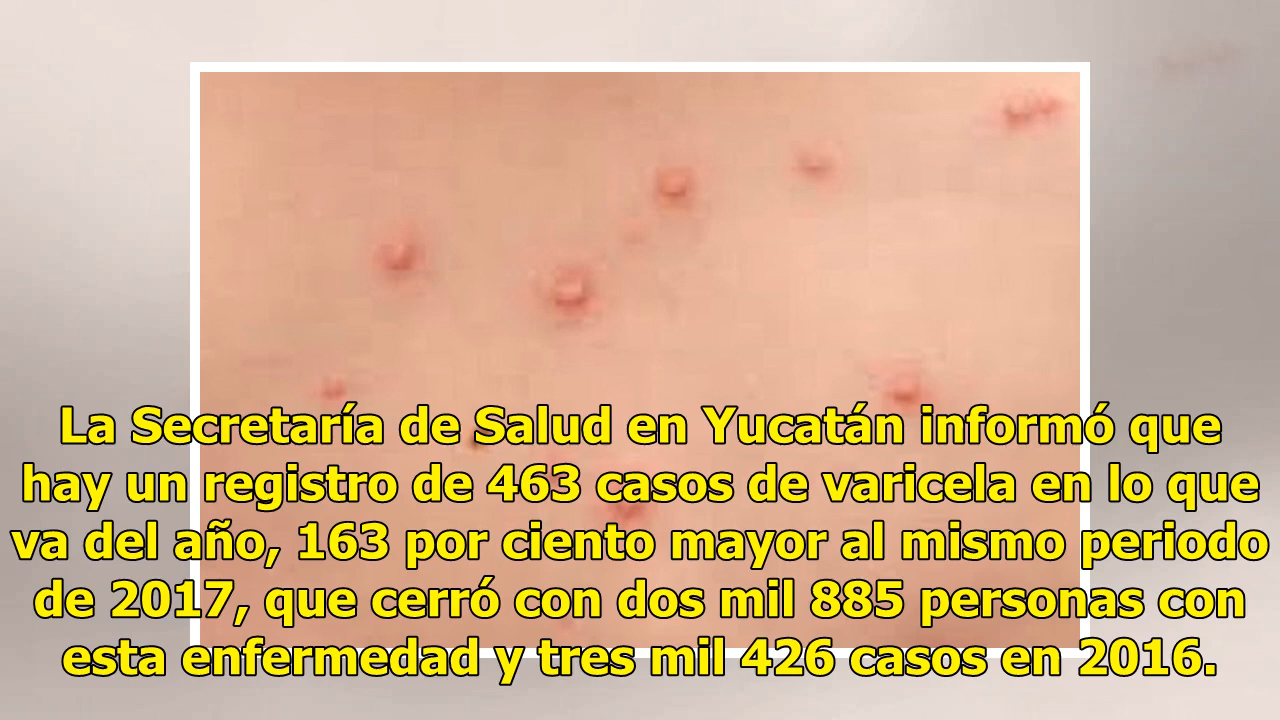 La Secretaría de Salud en Yucatán informó que
hay un registro de 463 casos de varicela en lo que
va del año, 163 por ciento mayor al mismo periodo
de 2017, que cerró con dos mil 885 personas con
esta enfermedad y tres mil 426 casos en 2016.